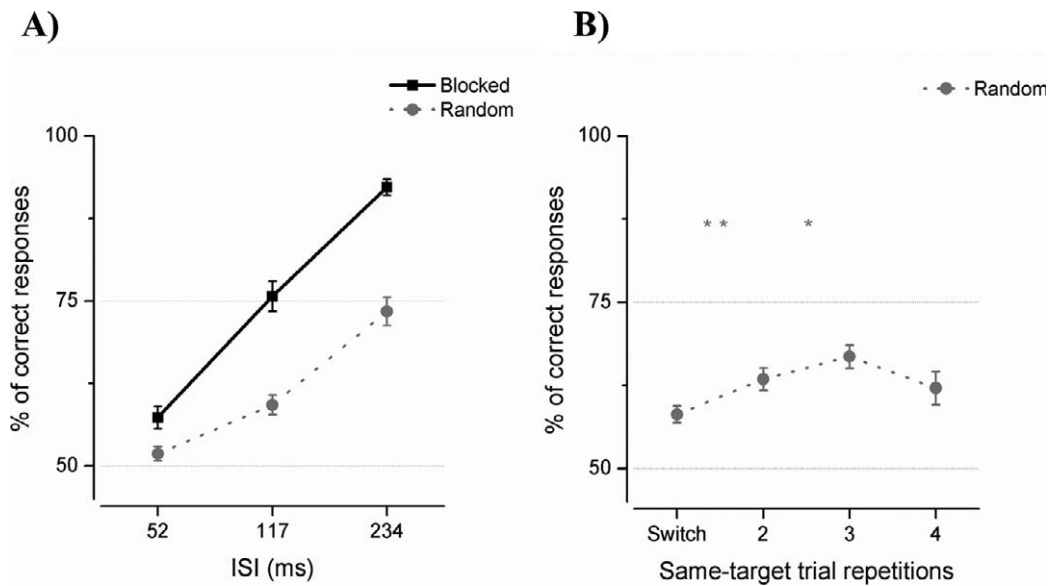 A)
Blocked
Random
100
75
50
% of correct responses
52 117 234
ISI (ms)
B)
Random
100
75
50
% of correct responses
** *
Switch 2 3 4
Same-target trial repetitions